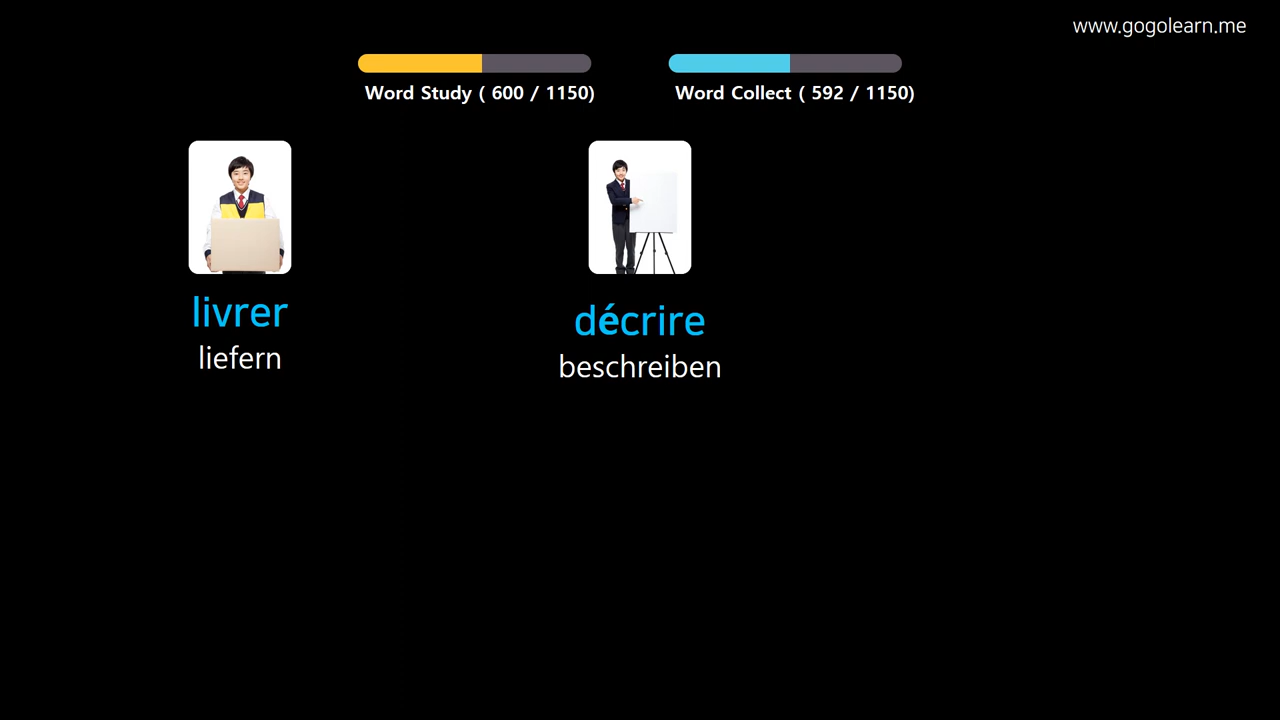 www.gogolearn.me
Word Study ( 600 / 1150)
Word Collect ( 592 / 1150)
livrer
liefern
décrire
beschreiben